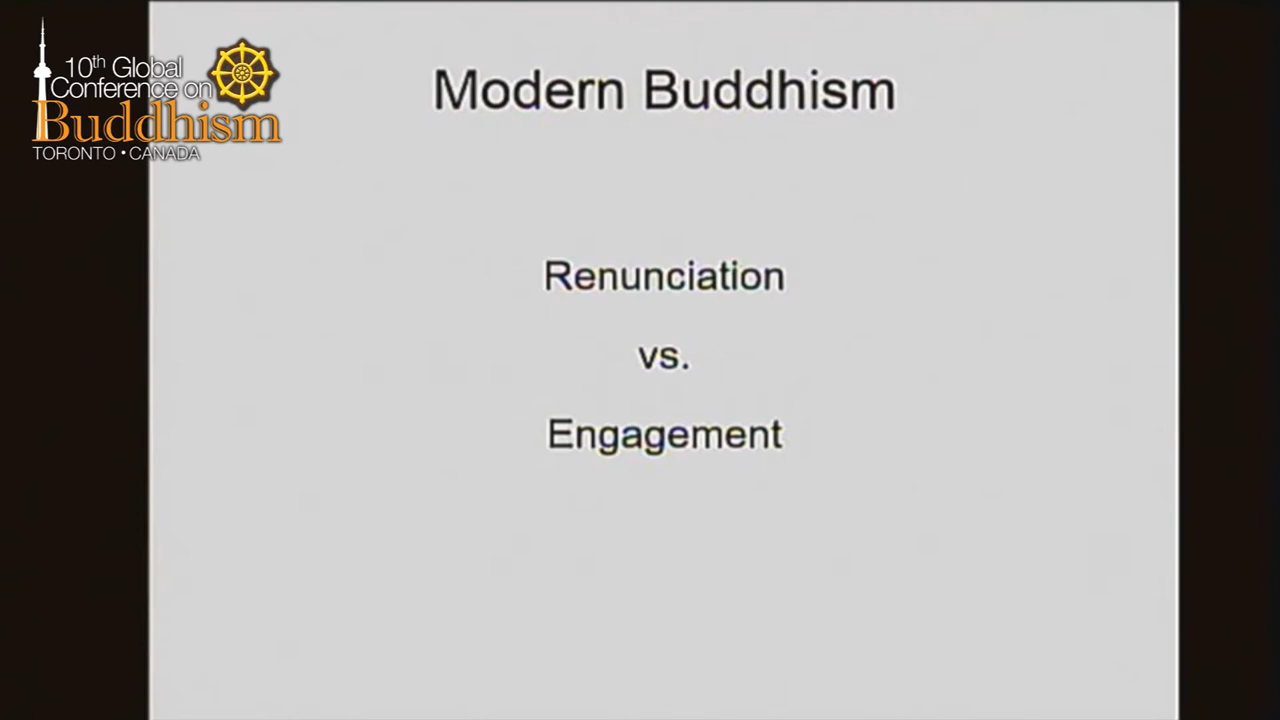 10th Global
Conference on
Buddhism
TORONTO • CANADA
Modern Buddhism
Renunciation
vs.
Engagement